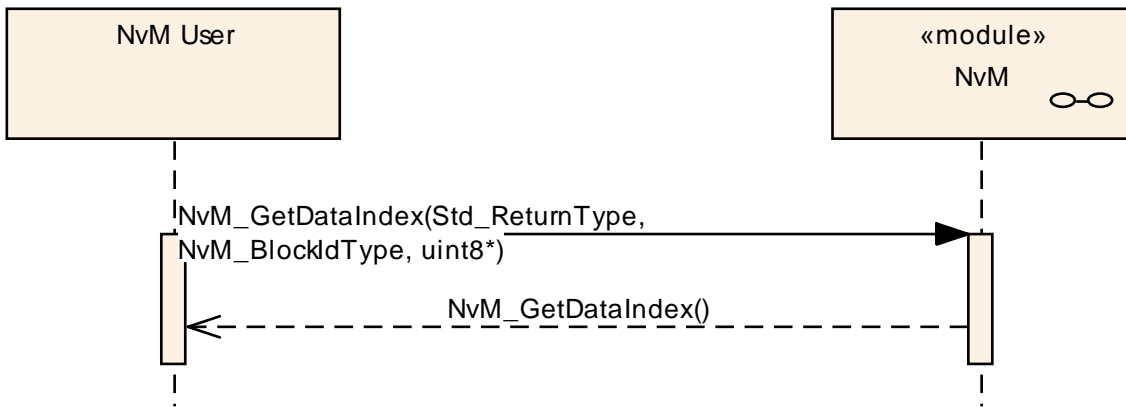 NvM User
«module»
NvM
NvM_GetDataIndex(Std_ReturnType,
NvM_BlockIdType, uint8*)
NvM_GetDataIndex()